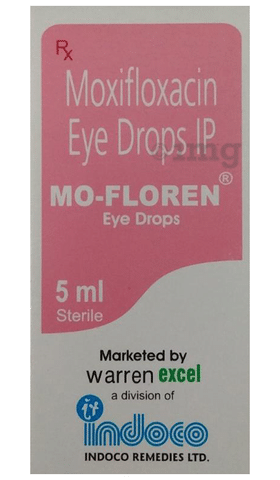 Rx
Moxifloxacin
Eye Drops IP
1mg
MO-FLOREN®
Eye Drops
5 ml
Sterile
Marketed by
warren excel
a division of
indoco
INDOCO REMEDIES LTD.